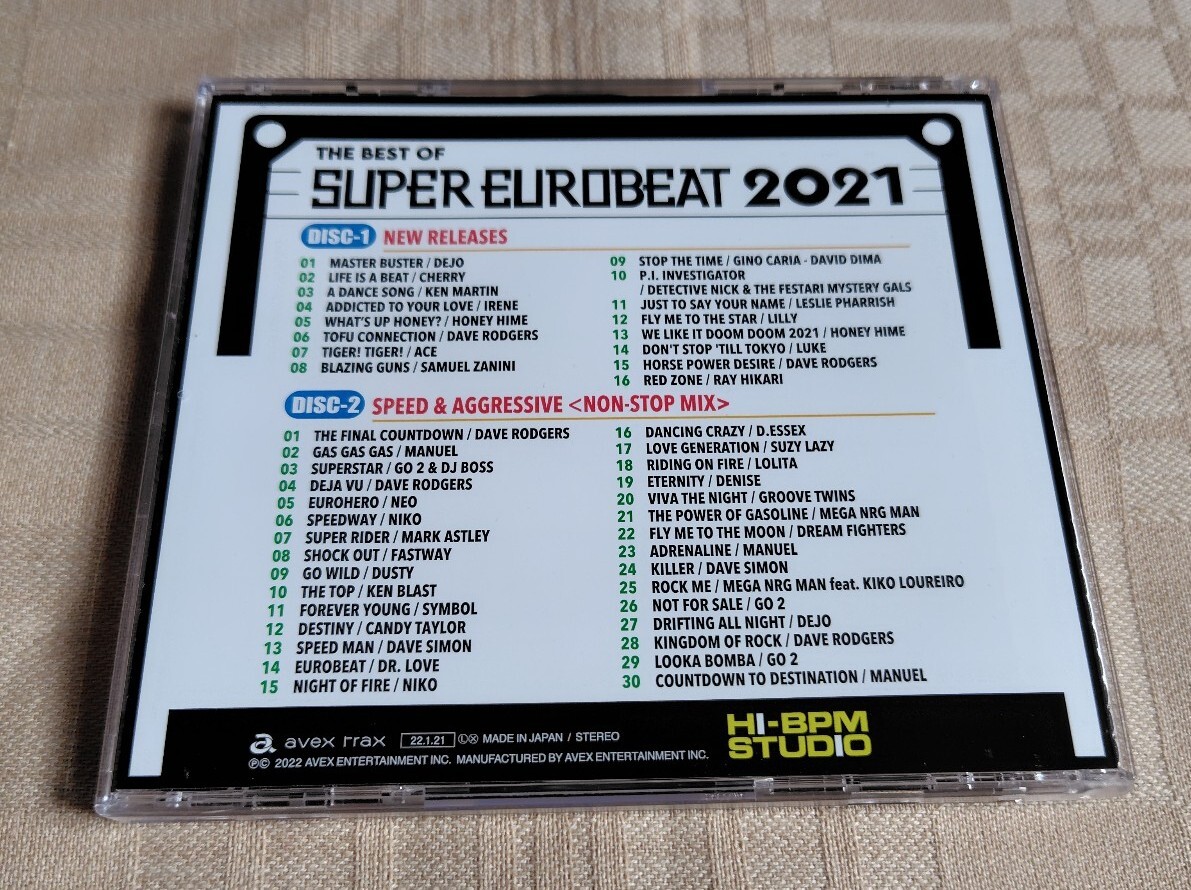 THE BEST OF
SUPER EUROBEAT 2021
DISC-1 NEW RELEASES
01 MASTER BUSTER / DEJO
02 LIFE IS A BEAT / CHERRY
03 A DANCE SONG / KEN MARTIN
04 ADDICTED TO YOUR LOVE / IRENE
05 WHAT'S UP HONEY? / HONEY HIME
06 TOFU CONNECTION / DAVE RODGERS
07 TIGER! TIGER! / ACE
08 BLAZING GUNS / SAMUEL ZANINI
09 STOP THE TIME / GINO CARIA - DAVID DIMA
10 P.I. INVESTIGATOR
/ DETECTIVE NICK & THE FESTARI MYSTERY GALS
11 JUST TO SAY YOUR NAME / LESLIE PHARRISH
12 FLY ME TO THE STAR / LILLY
13 WE LIKE IT DOOM DOOM 2021 / HONEY HIME
14 DON'T STOP 'TILL TOKYO / LUKE
15 HORSE POWER DESIRE / DAVE RODGERS
16 RED ZONE / RAY HIKARI
DISC-2 SPEED & AGGRESSIVE <NON-STOP MIX>
01 THE FINAL COUNTDOWN / DAVE RODGERS
02 GAS GAS GAS / MANUEL
03 SUPERSTAR / GO 2 & DJ BOSS
04 DEJA VU / DAVE RODGERS
05 EUROHERO / NEO
06 SPEEDWAY / NIKO
07 SUPER RIDER / MARK ASTLEY
08 SHOCK OUT / FASTWAY
09 GO WILD / DUSTY
10 THE TOP / KEN BLAST
11 FOREVER YOUNG / SYMBOL
12 DESTINY / CANDY TAYLOR
13 SPEED MAN / DAVE SIMON
14 EUROBEAT / DR. LOVE
15 NIGHT OF FIRE / NIKO
16 DANCING CRAZY / D.ESSEX
17 LOVE GENERATION / SUZY LAZY
18 RIDING ON FIRE / LOLITA
19 ETERNITY / DENISE
20 VIVA THE NIGHT / GROOVE TWINS
21 THE POWER OF GASOLINE / MEGA NRG MAN
22 FLY ME TO THE MOON / DREAM FIGHTERS
23 ADRENALINE / MANUEL
24 KILLER / DAVE SIMON
25 ROCK ME / MEGA NRG MAN feat. KIKO LOUREIRO
26 NOT FOR SALE / GO 2
27 DRIFTING ALL NIGHT / DEJO
28 KINGDOM OF ROCK / DAVE RODGERS
29 LOOKA BOMBA / GO 2
30 COUNTDOWN TO DESTINATION / MANUEL
avex trax 22.1.21 Ⓛⓧ MADE IN JAPAN / STEREO
℗© 2022 AVEX ENTERTAINMENT INC. MANUFACTURED BY AVEX ENTERTAINMENT INC.
HI-BPM
STUDIO